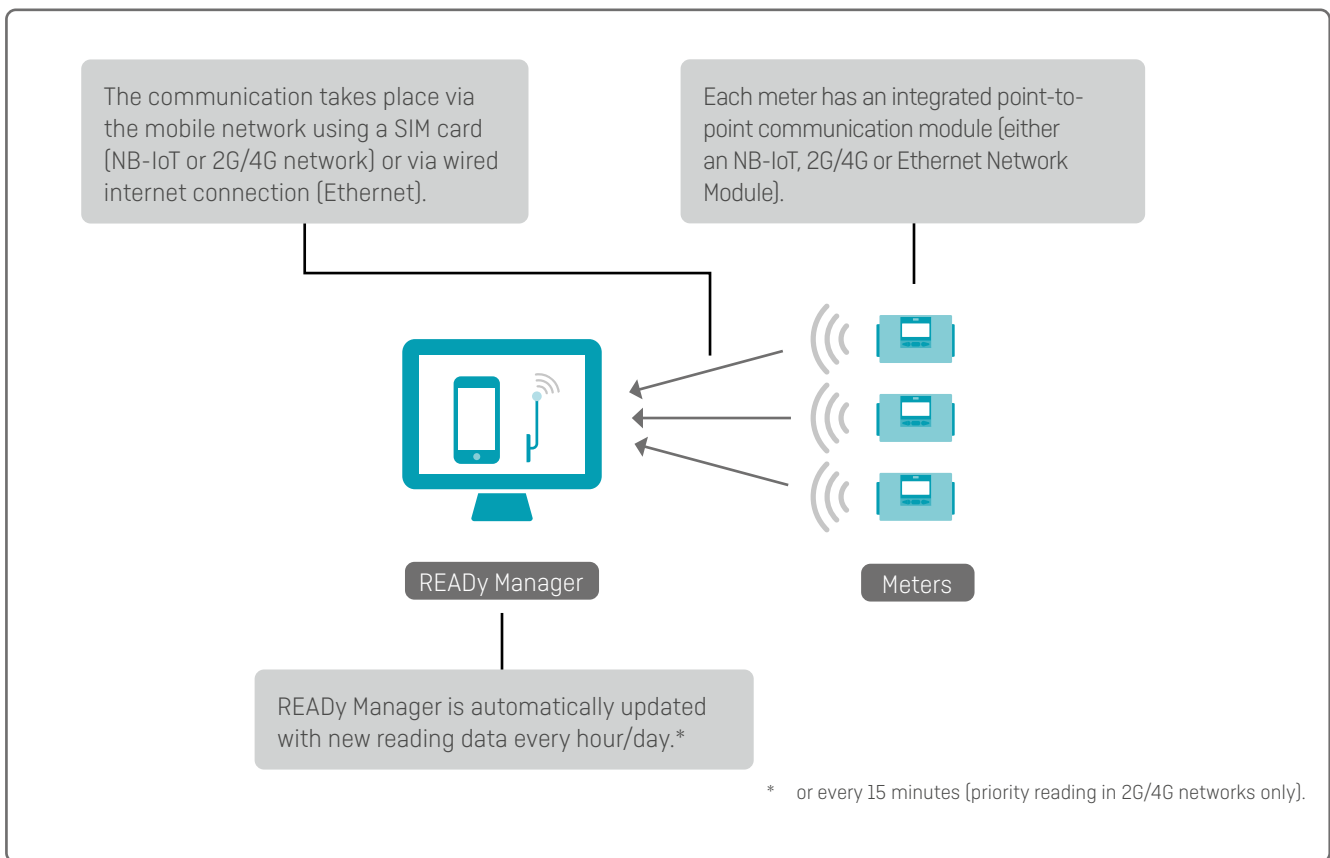 The communication takes place via
the mobile network using a SIM card
(NB-IoT or 2G/4G network) or via wired
internet connection (Ethernet).
Each meter has an integrated point-to-
point communication module (either
an NB-IoT, 2G/4G or Ethernet Network
Module).
READy Manager
Meters
READy Manager is automatically updated
with new reading data every hour/day.*
* or every 15 minutes (priority reading in 2G/4G networks only).